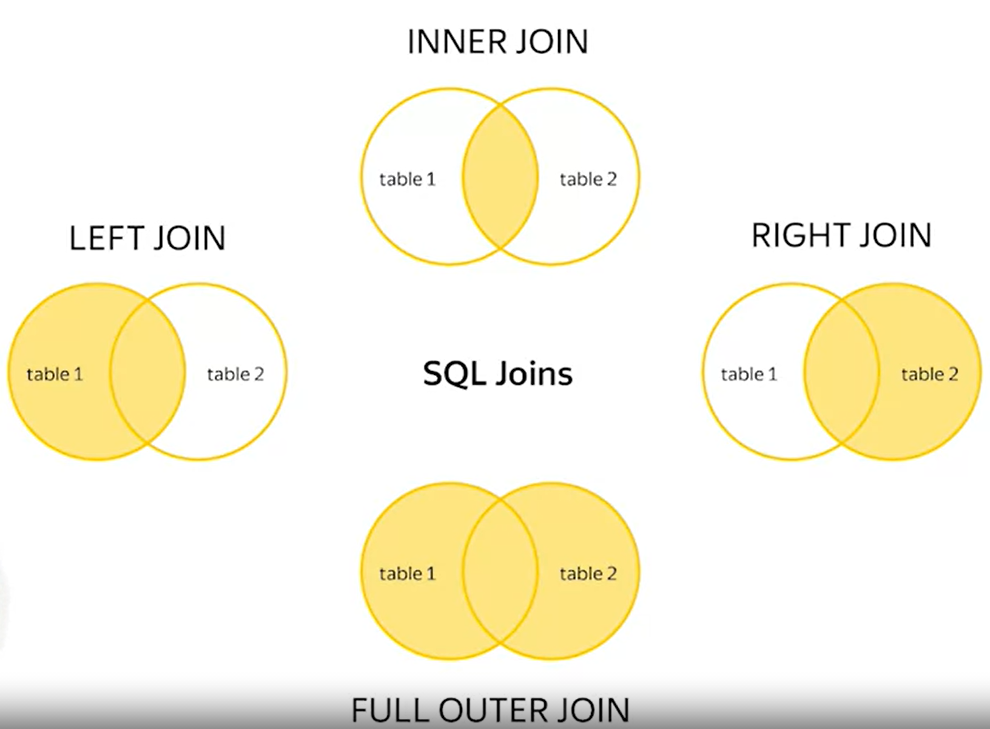 INNER JOIN
table 1
table 2
LEFT JOIN
RIGHT JOIN
table 1
table 2
SQL Joins
table 1
table 2
table 1
table 2
FULL OUTER JOIN